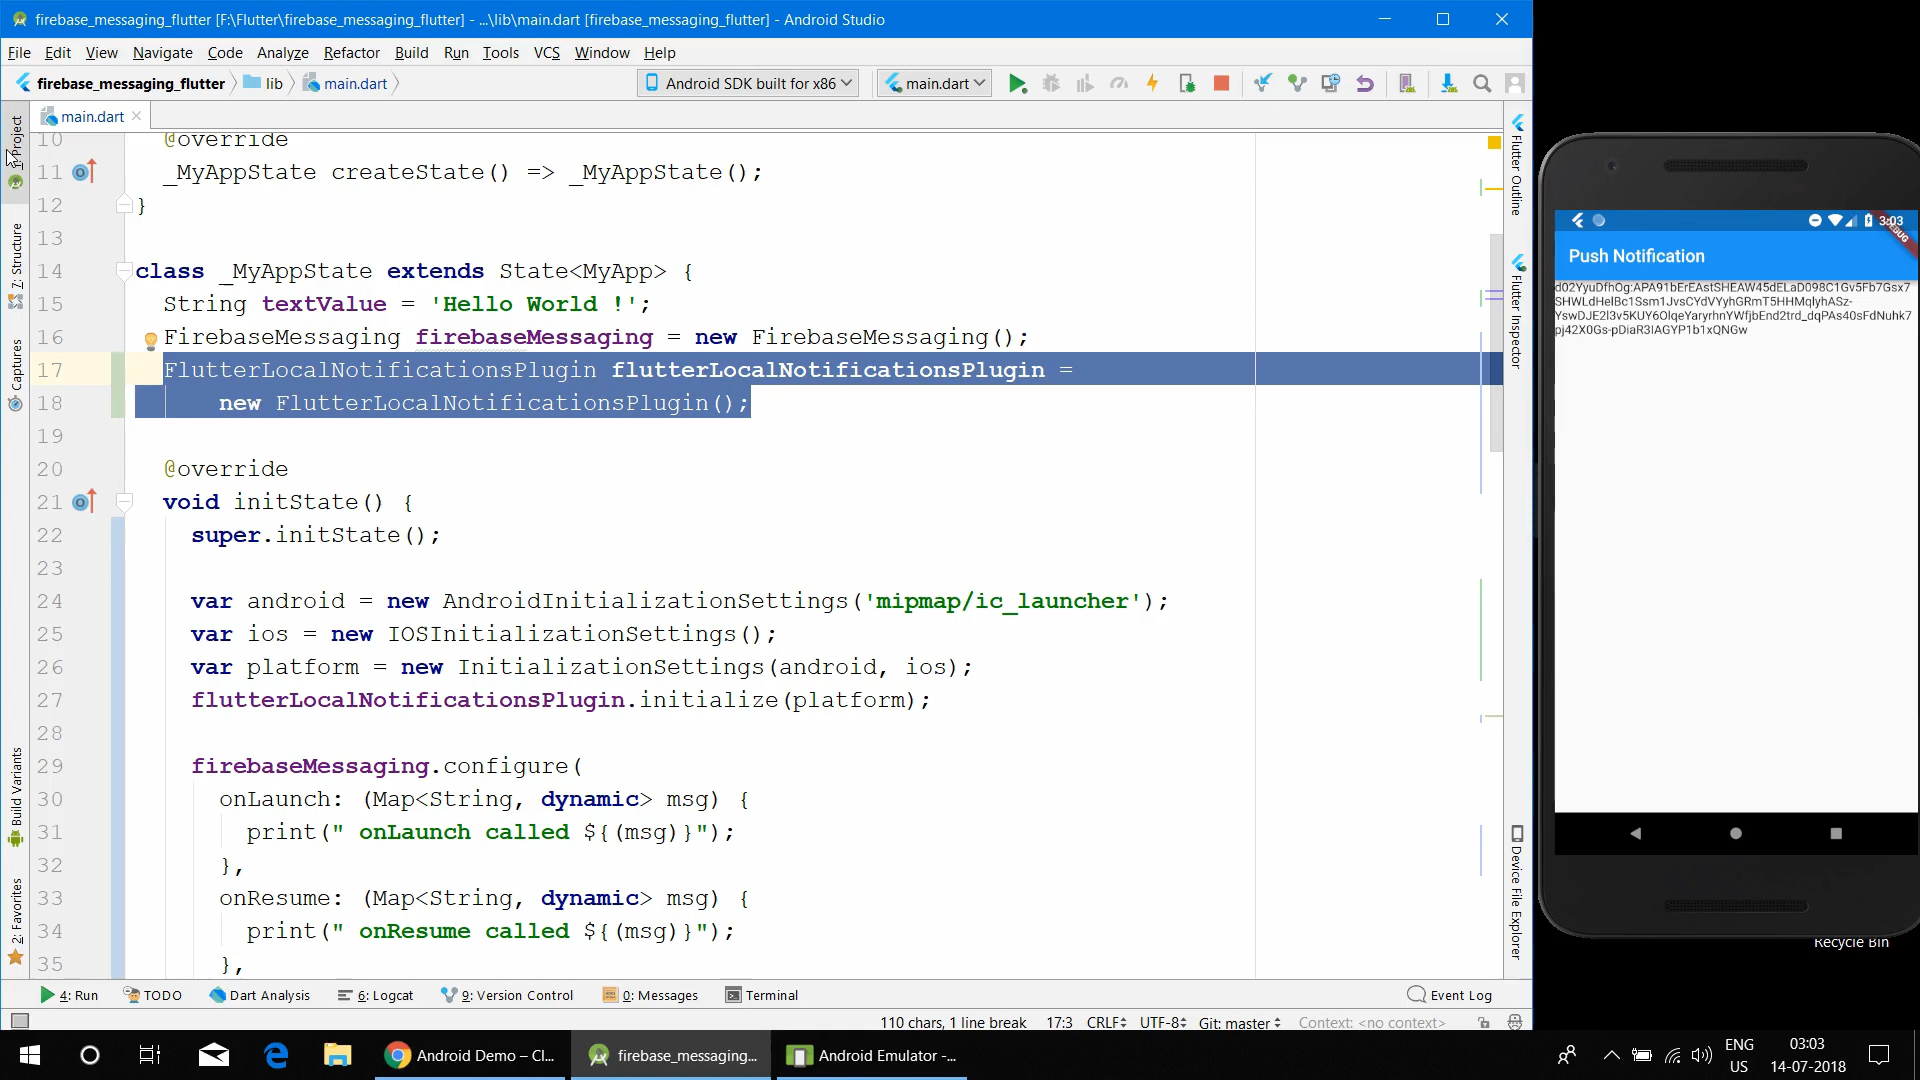 firebase_messaging_flutter [F:\Flutter\firebase_messaging_flutter] - ...\lib\main.dart [firebase_messaging_flutter] - Android Studio
File Edit View Navigate Code Analyze Refactor Build Run Tools VCS Window Help
firebase_messaging_flutter lib main.dart Android SDK built for x86 main.dart
main.dart
10 @override
11 _MyAppState createState() => _MyAppState();
12 }
13
14 class _MyAppState extends State<MyApp> {
15 String textValue = 'Hello World !';
16 FirebaseMessaging firebaseMessaging = new FirebaseMessaging();
17 FlutterLocalNotificationsPlugin flutterLocalNotificationsPlugin =
18 new FlutterLocalNotificationsPlugin();
19
20 @override
21 void initState() {
22 super.initState();
23
24 var android = new AndroidInitializationSettings('mipmap/ic_launcher');
25 var ios = new IOSInitializationSettings();
26 var platform = new InitializationSettings(android, ios);
27 flutterLocalNotificationsPlugin.initialize(platform);
28
29 firebaseMessaging.configure(
30 onLaunch: (Map<String, dynamic> msg) {
31 print(" onLaunch called ${(msg)}");
32 },
33 onResume: (Map<String, dynamic> msg) {
34 print(" onResume called ${(msg)}");
35 },
1: Project
7: Structure
Captures
Build Variants
2: Favorites
Flutter Outline
Flutter Inspector
Device File Explorer
4: Run TODO Dart Analysis 6: Logcat 9: Version Control 0: Messages Terminal Event Log
110 chars, 1 line break 17:3 CRLF UTF-8 Git: master Context: <no context>
3:03
DEBUG
Push Notification
Recycle Bin
Android Demo – Cl... firebase_messaging... Android Emulator -...
ENG
US
03:03
14-07-2018